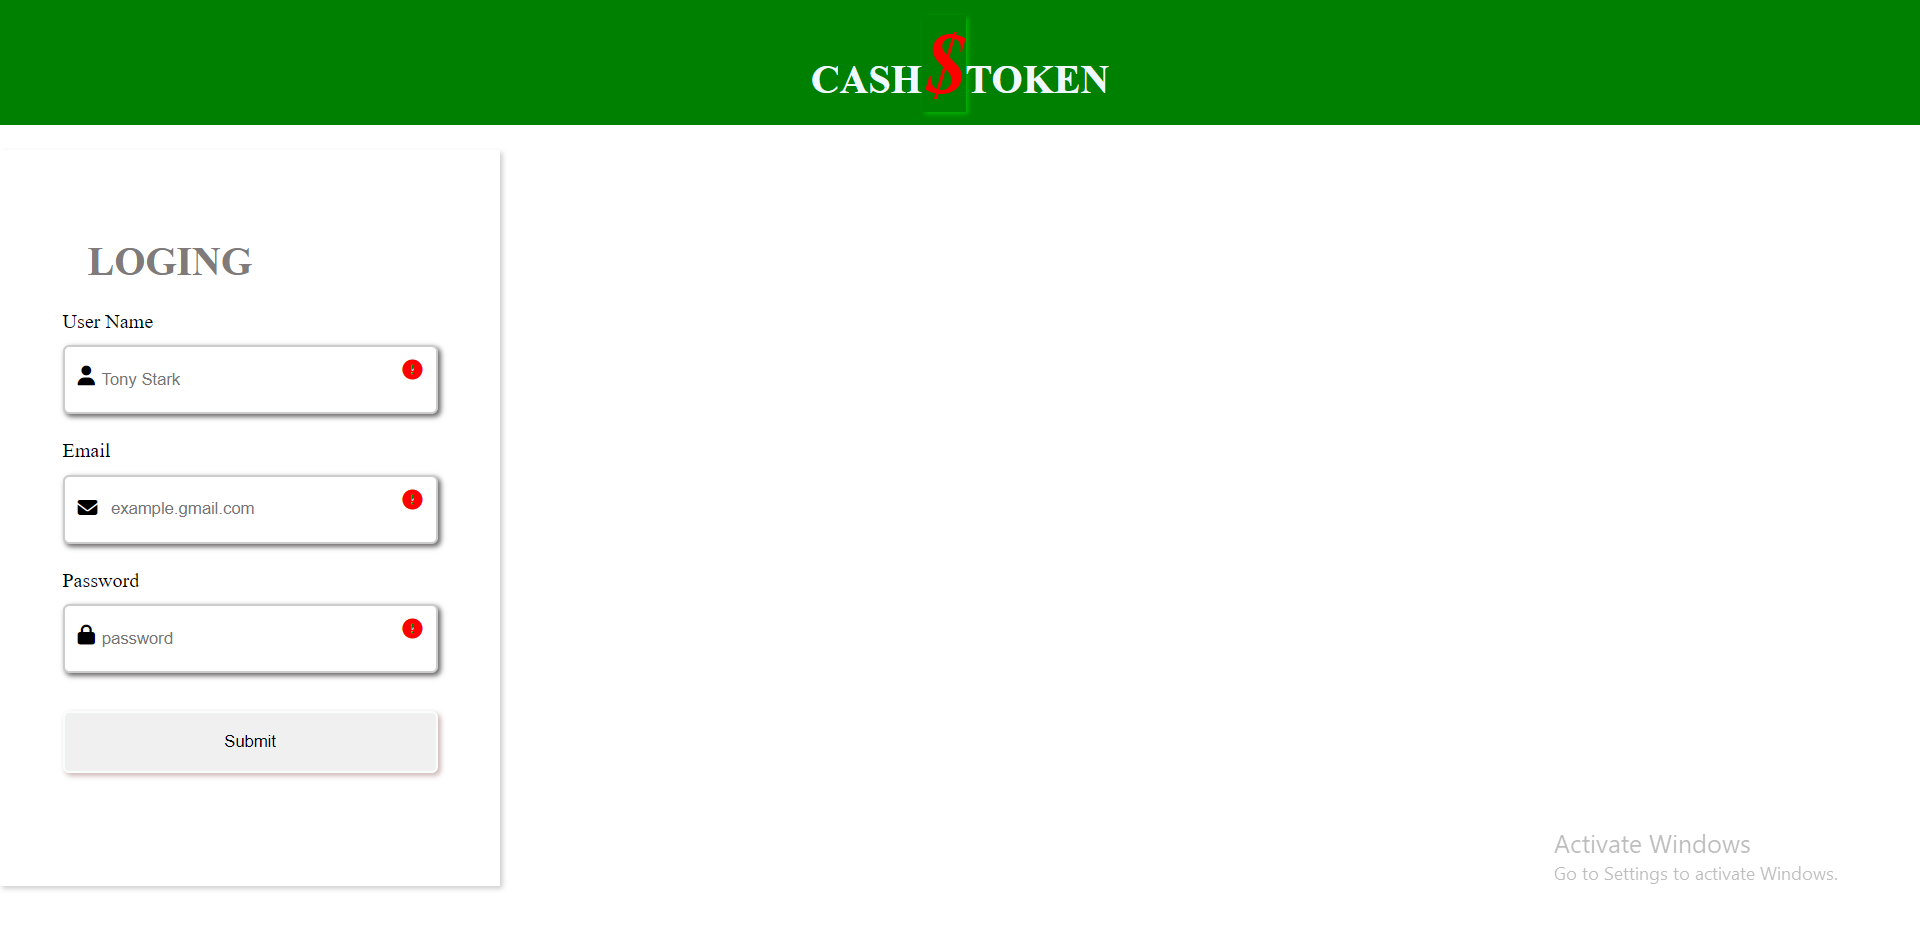 CASH$TOKEN
LOGING
User Name
Tony Stark
!
Email
example.gmail.com
!
Password
password
!
Submit
Activate Windows
Go to Settings to activate Windows.